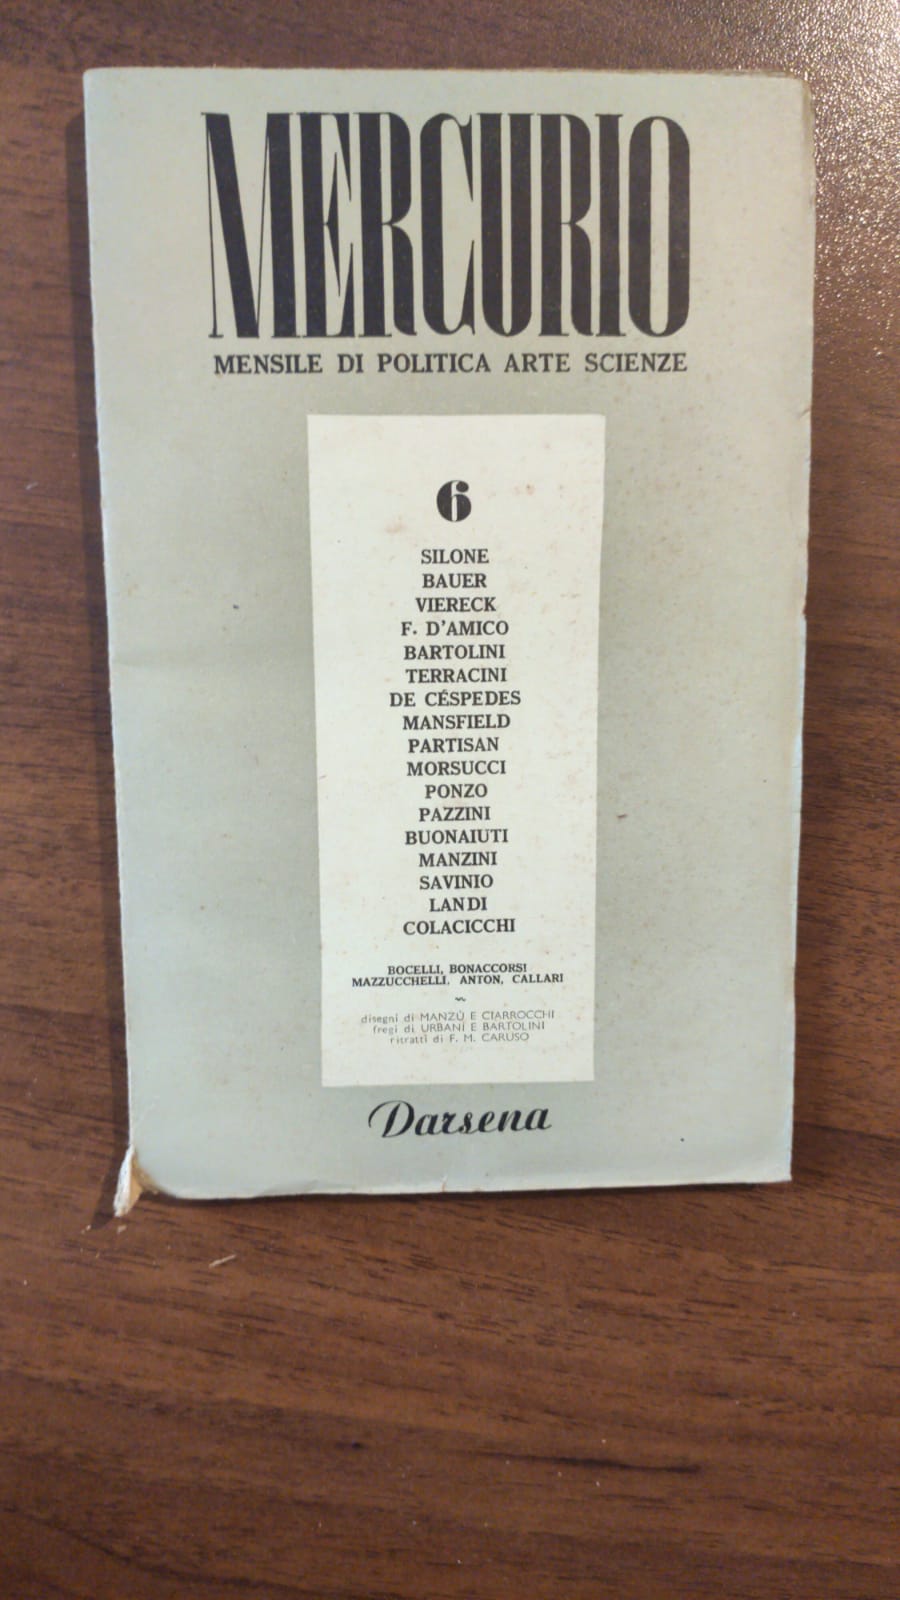 MERCURIO
MENSILE DI POLITICA ARTE SCIENZE
6
SILONE
BAUER
VIERECK
F. D'AMICO
BARTOLINI
TERRACINI
DE CÉSPEDES
MANSFIELD
PARTISAN
MORSUCCI
PONZO
PAZZINI
BUONAIUTI
MANZINI
SAVINIO
LANDI
COLACICCHI
BOCELLI, BONACCORSI
MAZZUCCHELLI, ANTON, CALLARI
disegni di MANZÙ E CIARROCCHI
fregi di URBANI E BARTOLINI
ritratti di F. M. CARUSO
Darsena